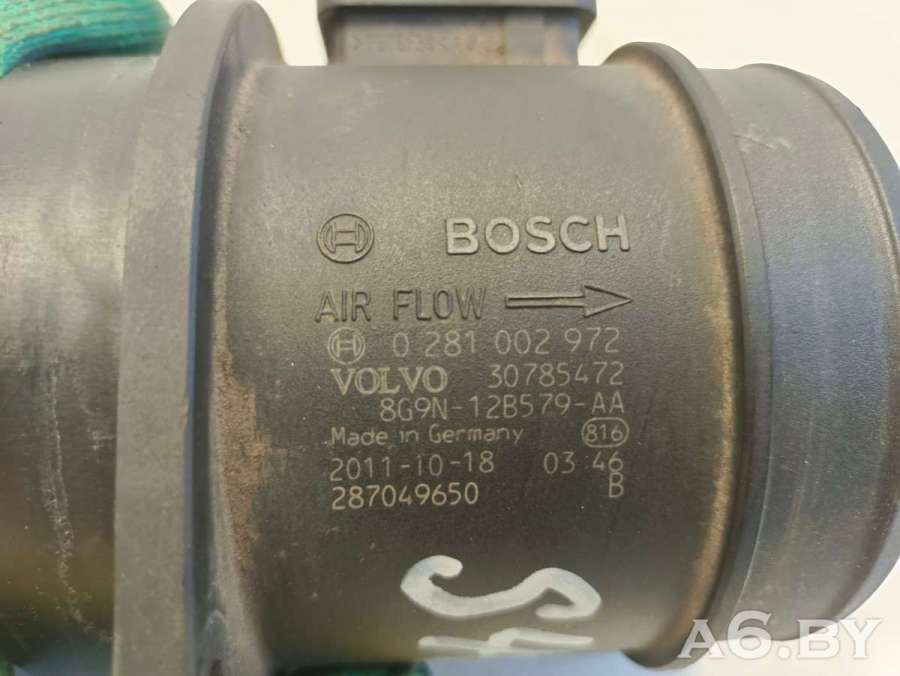 BOSCH
AIR FLOW
0 281 002 972
VOLVO 30785472
8G9N-12B579-AA
Made in Germany 816
2011-10-18 03:46
287049650 B
A6.BY